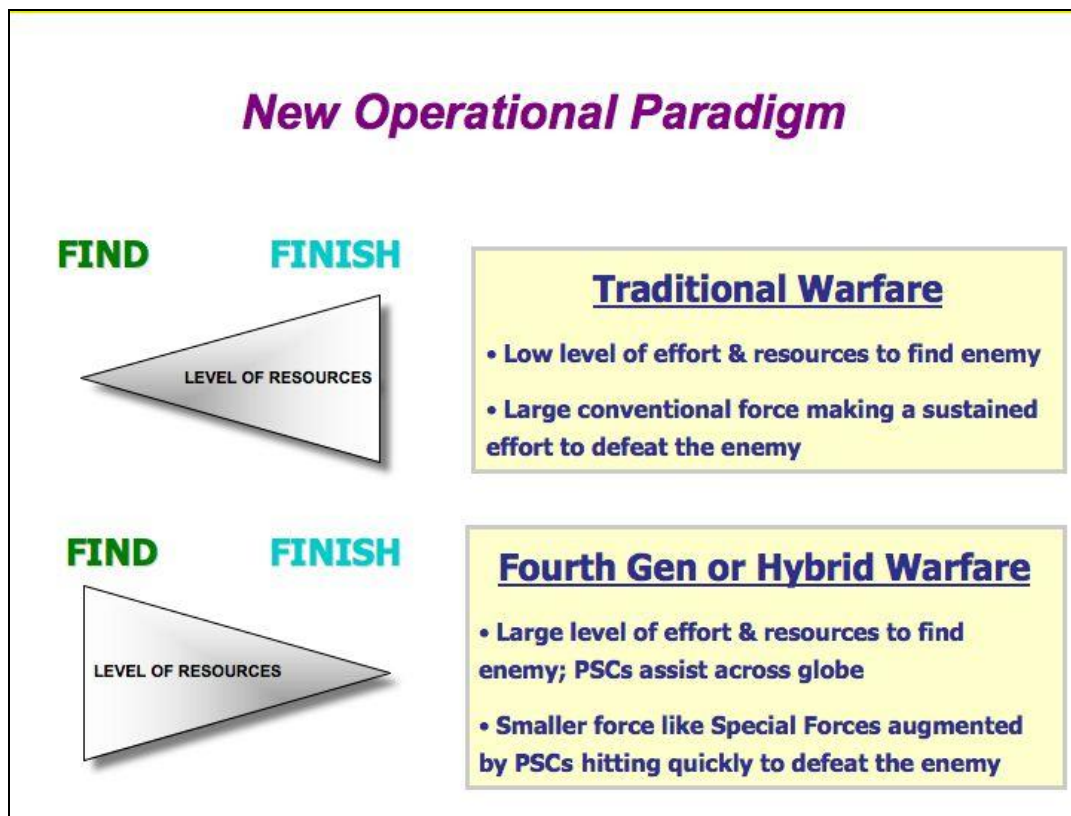 New Operational Paradigm
FIND FINISH
LEVEL OF RESOURCES
Traditional Warfare
• Low level of effort & resources to find enemy
• Large conventional force making a sustained
effort to defeat the enemy
FIND FINISH
LEVEL OF RESOURCES
Fourth Gen or Hybrid Warfare
• Large level of effort & resources to find
enemy; PSCs assist across globe
• Smaller force like Special Forces augmented
by PSCs hitting quickly to defeat the enemy